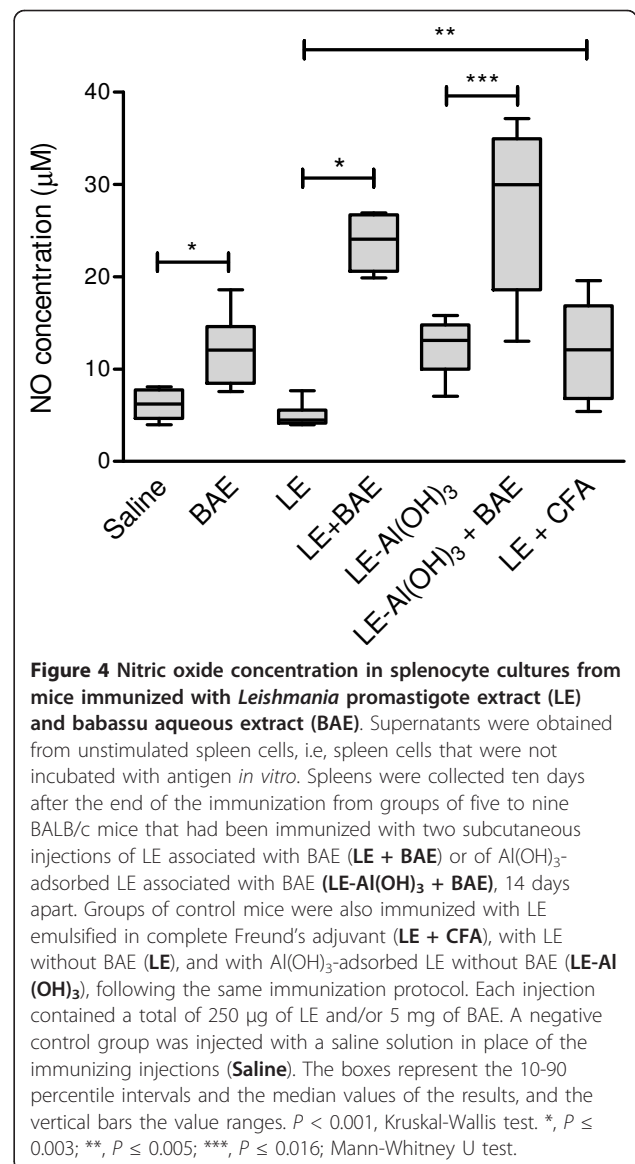 **
***
40
*
30
*
20
10
0
NO concentration (µM)
Saline
BAE
LE
LE+BAE
LE-Al(OH)3
LE-Al(OH)3 + BAE
LE + CFA
Figure 4 Nitric oxide concentration in splenocyte cultures from
mice immunized with Leishmania promastigote extract (LE)
and babassu aqueous extract (BAE). Supernatants were obtained
from unstimulated spleen cells, i.e, spleen cells that were not
incubated with antigen in vitro. Spleens were collected ten days
after the end of the immunization from groups of five to nine
BALB/c mice that had been immunized with two subcutaneous
injections of LE associated with BAE (LE + BAE) or of Al(OH)3-
adsorbed LE associated with BAE (LE-Al(OH)3 + BAE), 14 days
apart. Groups of control mice were also immunized with LE
emulsified in complete Freund's adjuvant (LE + CFA), with LE
without BAE (LE), and with Al(OH)3-adsorbed LE without BAE (LE-Al
(OH)3), following the same immunization protocol. Each injection
contained a total of 250 µg of LE and/or 5 mg of BAE. A negative
control group was injected with a saline solution in place of the
immunizing injections (Saline). The boxes represent the 10-90
percentile intervals and the median values of the results, and the
vertical bars the value ranges. P < 0.001, Kruskal-Wallis test. *, P ≤
0.003; **, P ≤ 0.005; ***, P ≤ 0.016; Mann-Whitney U test.